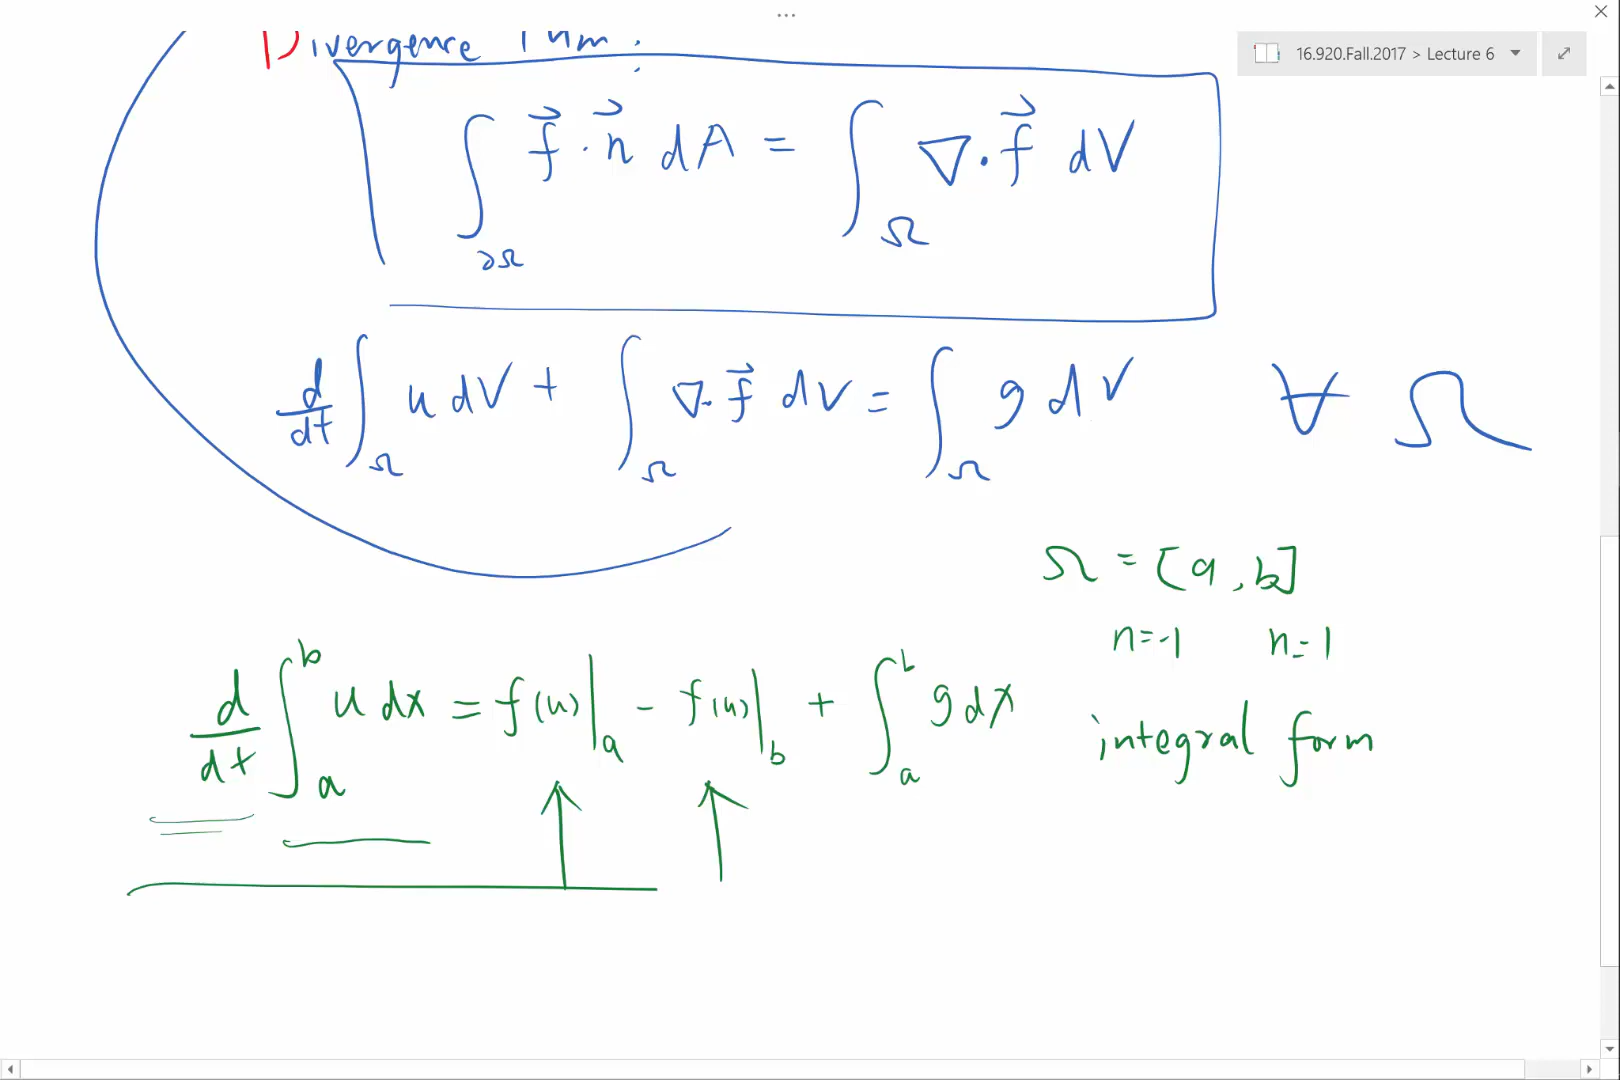 Divergence Thm:
16.920.Fall.2017 > Lecture 6
∫_∂Ω f⃗ · n⃗ dA = ∫_Ω ∇·f⃗ dV
d/dt ∫_Ω u dV + ∫_Ω ∇·f⃗ dV = ∫_Ω g dV ∀ Ω
Ω = [a, b]
n=-1 n=1
d/dt ∫_a^b u dx = f(u)|_a - f(u)|_b + ∫_a^b g dx
integral form